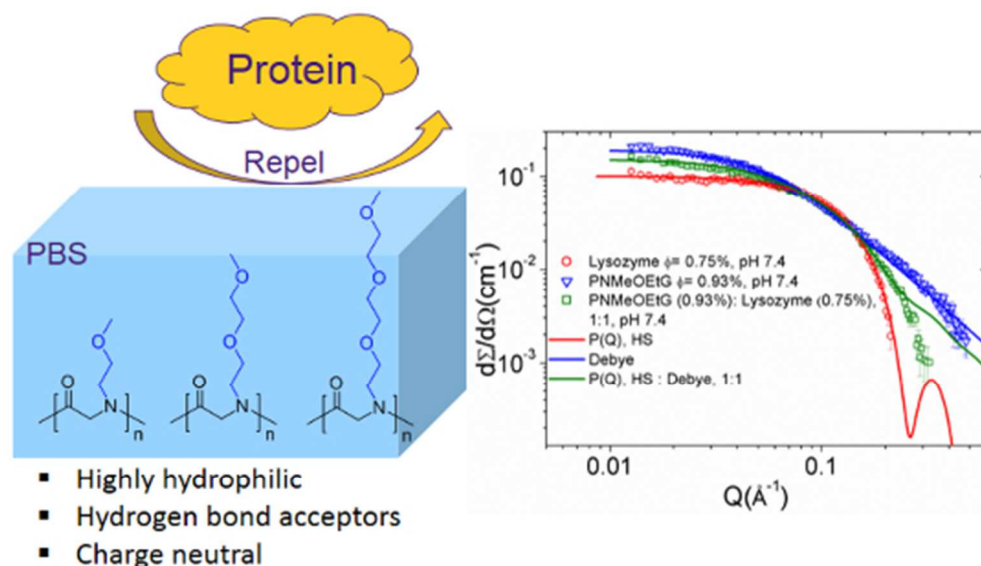 Protein
Repel
PBS
O
O
O
O
O
O
O
N
O
N
O
N
n
n
n
▪ Highly hydrophilic
▪ Hydrogen bond acceptors
▪ Charge neutral
dΣ/dΩ(cm⁻¹)
10⁻¹
10⁻²
10⁻³
Lysozyme ϕ= 0.75%, pH 7.4
PNMeOEtG ϕ= 0.93%, pH 7.4
PNMeOEtG (0.93%): Lysozyme (0.75%),
1:1, pH 7.4
P(Q), HS
Debye
P(Q), HS : Debye, 1:1
0.01
0.1
Q(Å⁻¹)